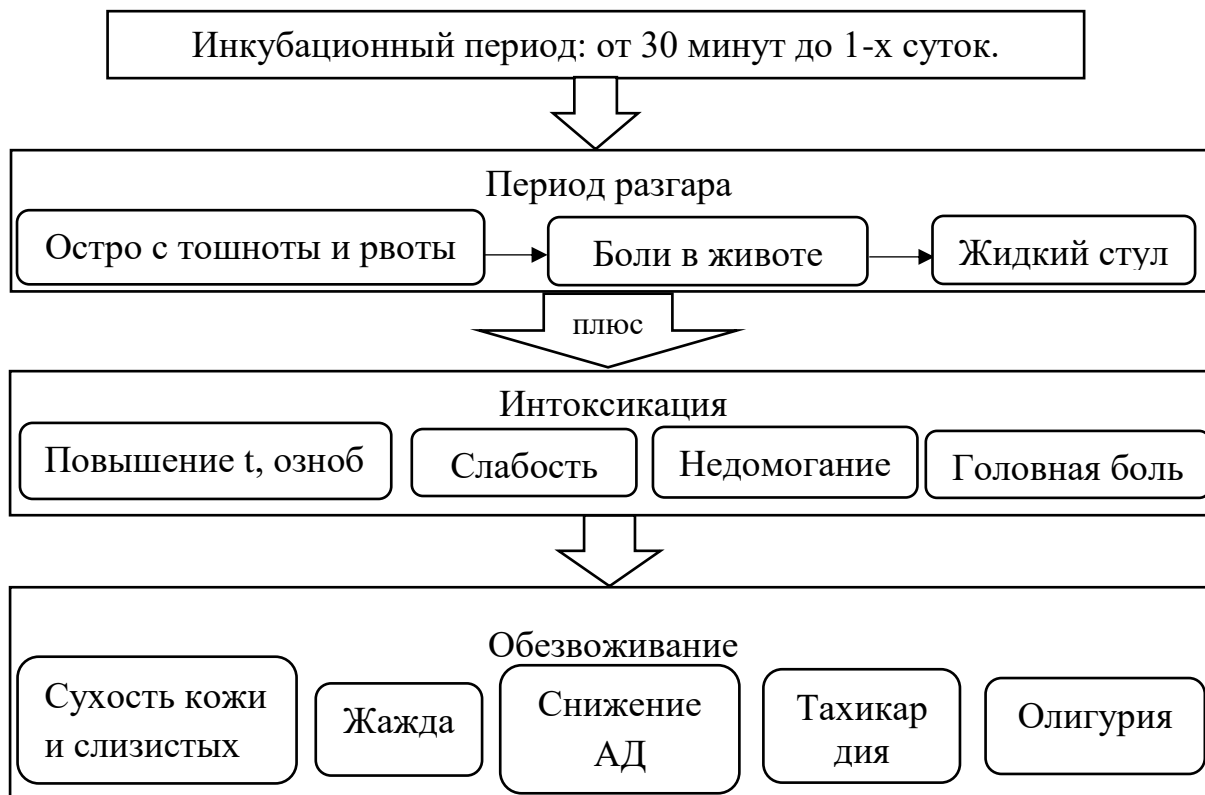 Инкубационный период: от 30 минут до 1-х суток.
Период разгара
Остро с тошноты и рвоты
Боли в животе
Жидкий стул
плюс
Интоксикация
Повышение t, озноб
Слабость
Недомогание
Головная боль
Обезвоживание
Сухость кожи
и слизистых
Жажда
Снижение
АД
Тахикар
дия
Олигурия